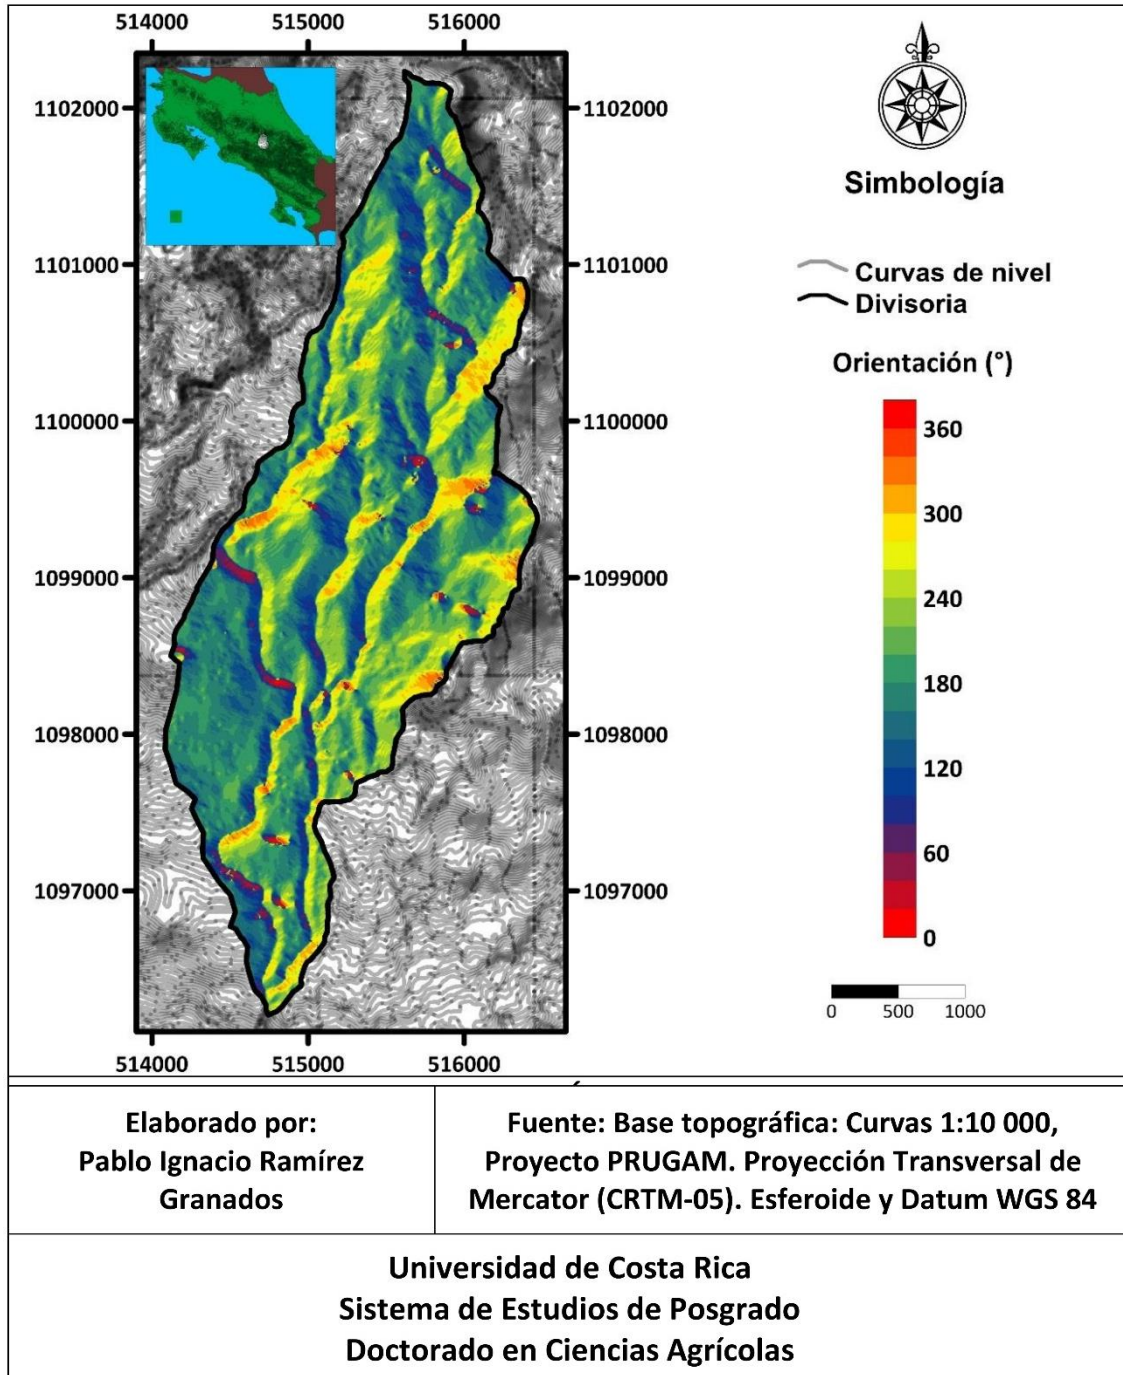 514000 515000 516000
1102000 1102000
1101000 1101000
1100000 1100000
1099000 1099000
1098000 1098000
1097000 1097000
514000 515000 516000
Simbología
Curvas de nivel
Divisoria
Orientación (°)
360
300
240
180
120
60
0
0 500 1000
Elaborado por:
Pablo Ignacio Ramírez
Granados
Fuente: Base topográfica: Curvas 1:10 000,
Proyecto PRUGAM. Proyección Transversal de
Mercator (CRTM-05). Esferoide y Datum WGS 84
Universidad de Costa Rica
Sistema de Estudios de Posgrado
Doctorado en Ciencias Agrícolas